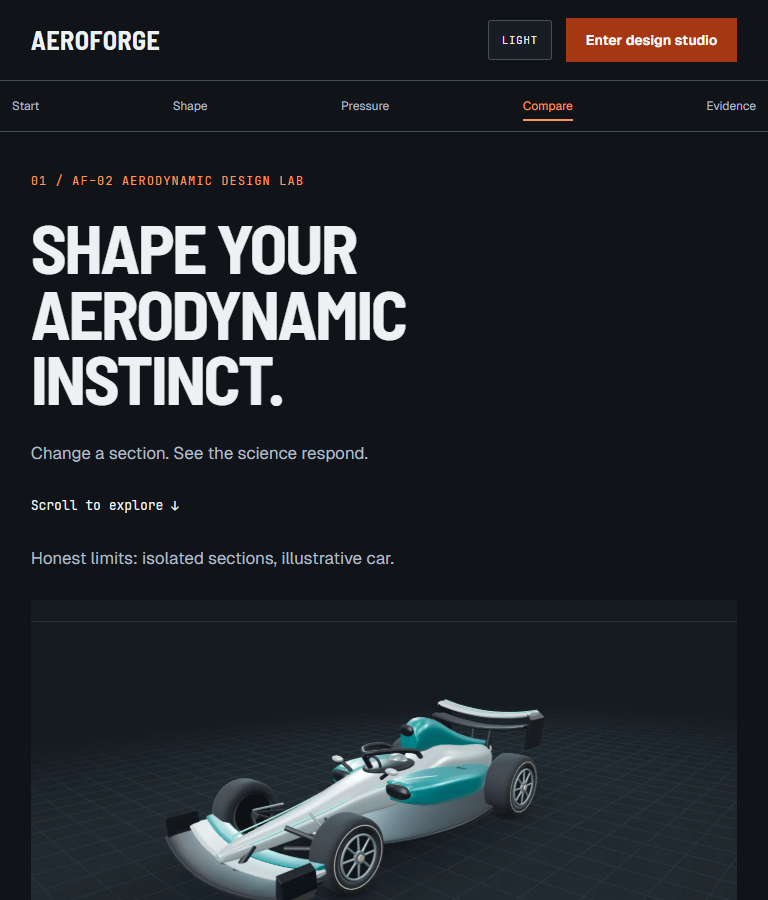 AEROFORGE
LIGHT
Enter design studio
Start
Shape
Pressure
Compare
Evidence
01 / AF-02 AERODYNAMIC DESIGN LAB
SHAPE YOUR
AERODYNAMIC
INSTINCT.
Change a section. See the science respond.
Scroll to explore ↓
Honest limits: isolated sections, illustrative car.